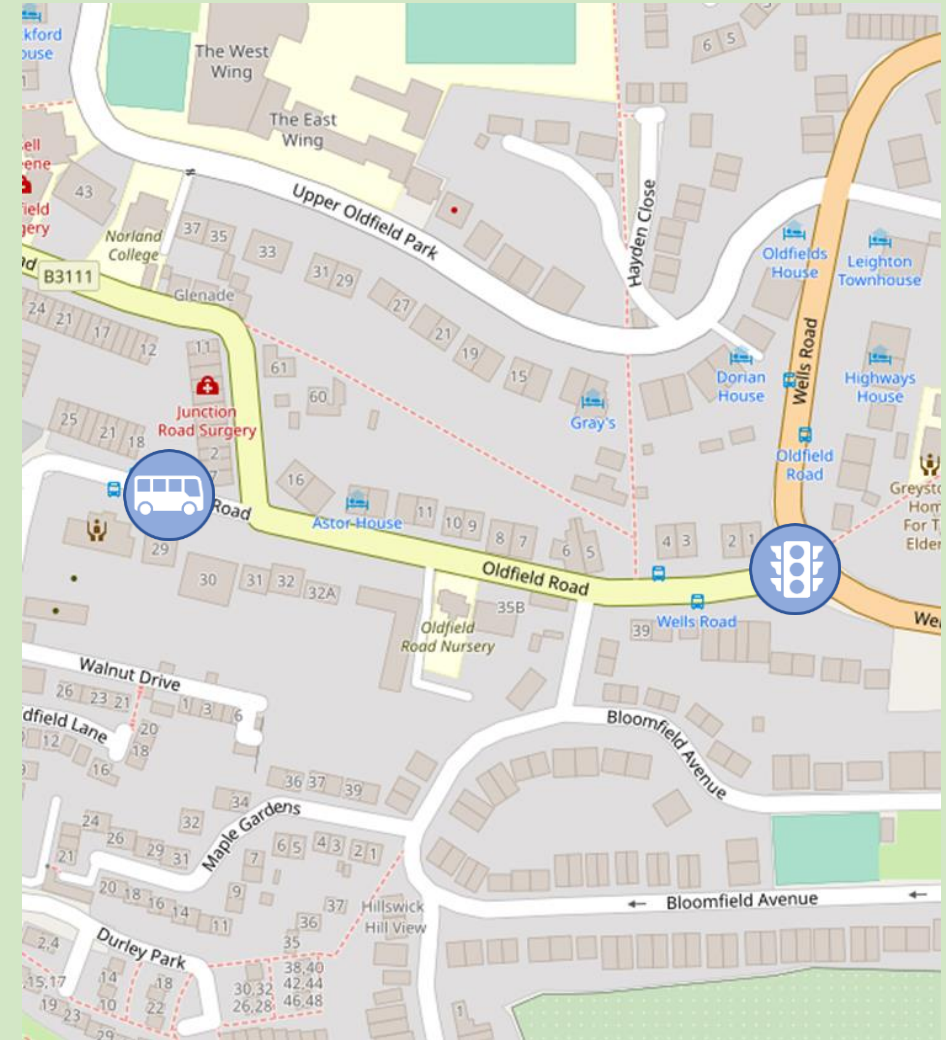 kford
ouse
The West
Wing
The East
Wing
6 5
ell
ene
field
gery
43
Norland
College
37 35
33
Upper Oldfield Park
Hayden Close
Oldfields
House
Leighton
Townhouse
B3111
Glenade
31 29
27
21
19
15
24 21
17
12
11
61
60
Wells Road
Dorian
House
Highways
House
Gray's
Junction
Road Surgery
25
21
18
2
16
Astor House
11
10 9
8 7
6 5
4 3
2 1
Oldfield
Road
Greysto
Hom
For T
Elder
Road
29
30
31
32
32A
Oldfield Road
35B
Oldfield
Road Nursery
39
Wells Road
We
Walnut Drive
26 23 21
1 3 6
dfield Lane
12
20
18
16
Bloomfield Avenue
36 37 39
34
32
Maple Gardens
24
26
29 31
21
6 5
4 3
2 1
7
9
20 18 16 14
11
37
36
35
Hillswick
Hill View
Bloomfield Avenue
Durley Park
2,4
15,17
19
23
14
10
18
22
29
30,32
26,28
38,40
42,44
46,48
1